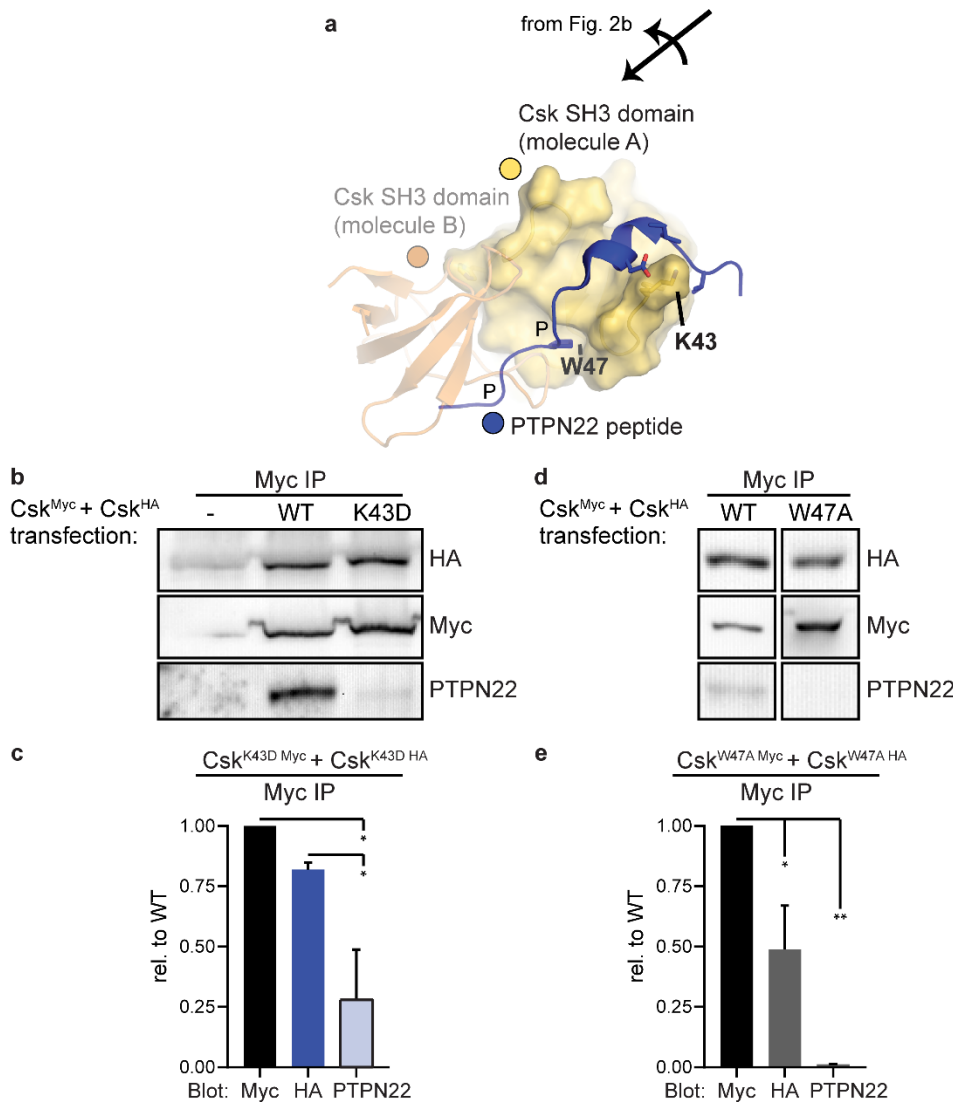 a
from Fig. 2b
Csk SH3 domain
(molecule A)
Csk SH3 domain
(molecule B)
P
W47
K43
P
PTPN22 peptide
b
Myc IP
Csk^Myc + Csk^HA
transfection:
- WT K43D
HA
Myc
PTPN22
d
Myc IP
Csk^Myc + Csk^HA
transfection:
WT W47A
HA
Myc
PTPN22
c
Csk^K43D Myc + Csk^K43D HA
Myc IP
rel. to WT
1.00
0.75
0.50
0.25
0.00
*
*
Blot: Myc HA PTPN22
e
Csk^W47A Myc + Csk^W47A HA
Myc IP
rel. to WT
1.00
0.75
0.50
0.25
0.00
*
**
Blot: Myc HA PTPN22